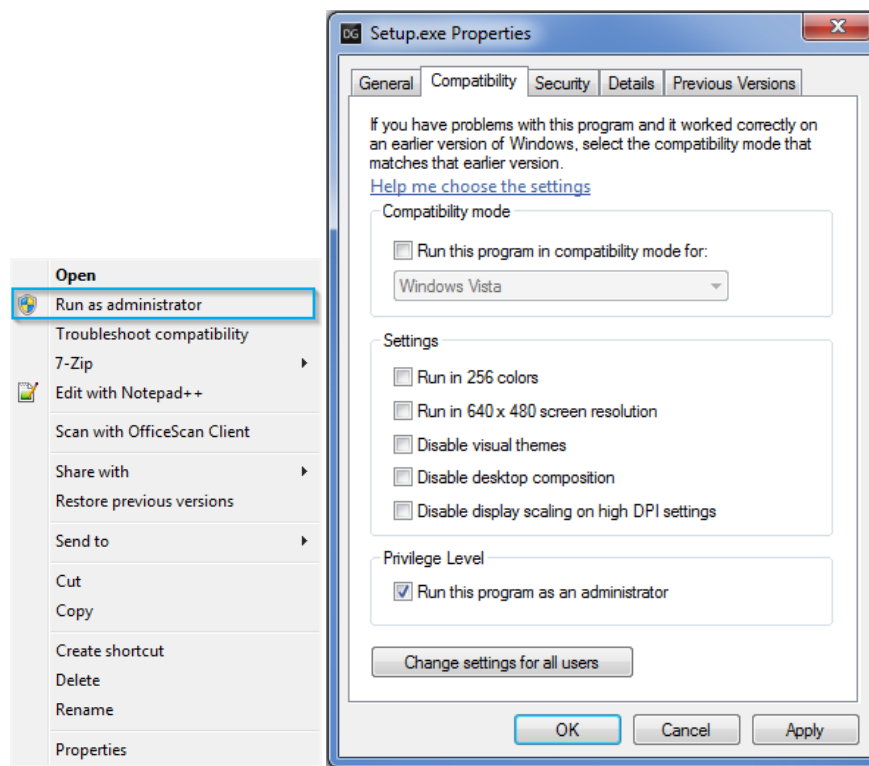 Open
Run as administrator
Troubleshoot compatibility
7-Zip
Edit with Notepad++
Scan with OfficeScan Client
Share with
Restore previous versions
Send to
Cut
Copy
Create shortcut
Delete
Rename
Properties
DG Setup.exe Properties
General Compatibility Security Details Previous Versions
If you have problems with this program and it worked correctly on
an earlier version of Windows, select the compatibility mode that
matches that earlier version.
Help me choose the settings
Compatibility mode
Run this program in compatibility mode for:
Windows Vista
Settings
Run in 256 colors
Run in 640 x 480 screen resolution
Disable visual themes
Disable desktop composition
Disable display scaling on high DPI settings
Privilege Level
Run this program as an administrator
Change settings for all users
OK Cancel Apply